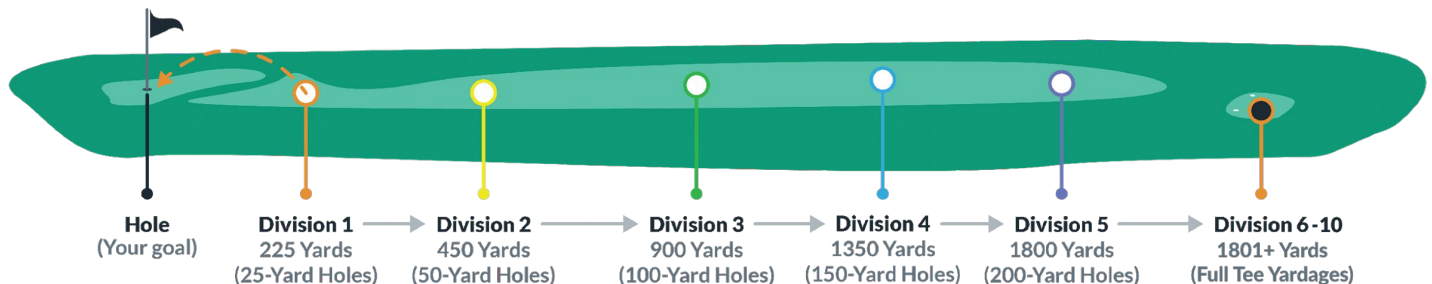 Hole
(Your goal)
Division 1
225 Yards
(25-Yard Holes)
Division 2
450 Yards
(50-Yard Holes)
Division 3
900 Yards
(100-Yard Holes)
Division 4
1350 Yards
(150-Yard Holes)
Division 5
1800 Yards
(200-Yard Holes)
Division 6-10
1801+ Yards
(Full Tee Yardages)